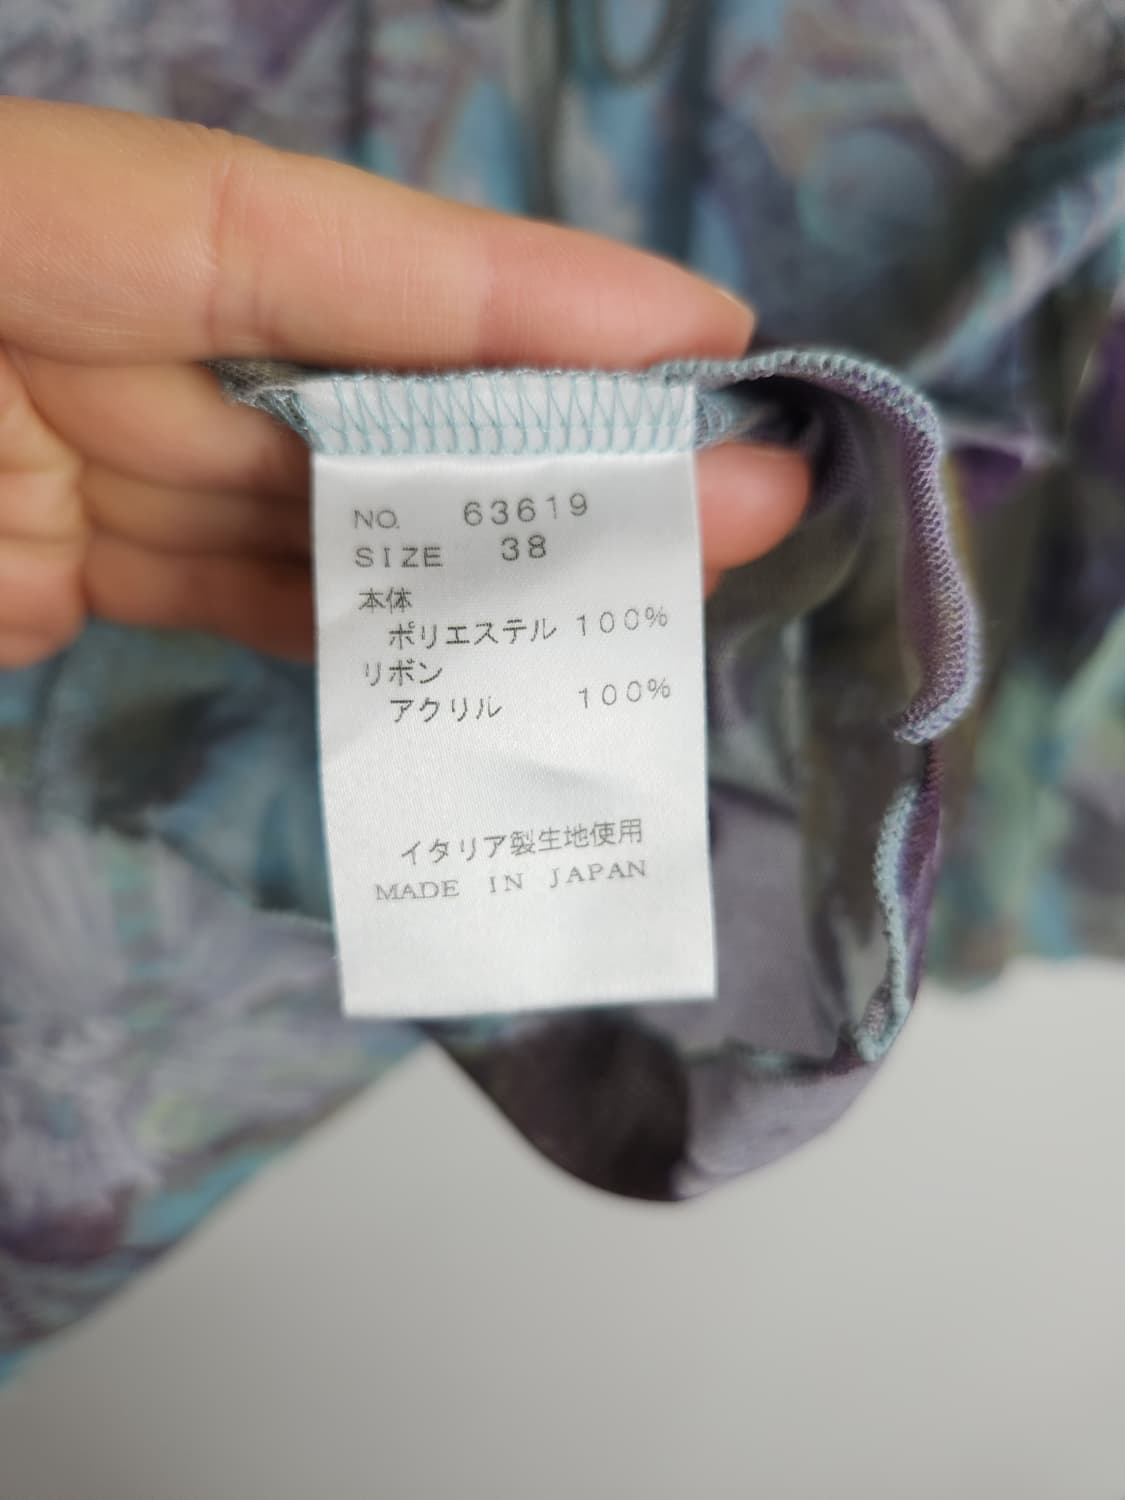 NO. 63619
SIZE 38
本体
ポリエステル 100%
リボン
アクリル 100%
イタリア製生地使用
MADE IN JAPAN